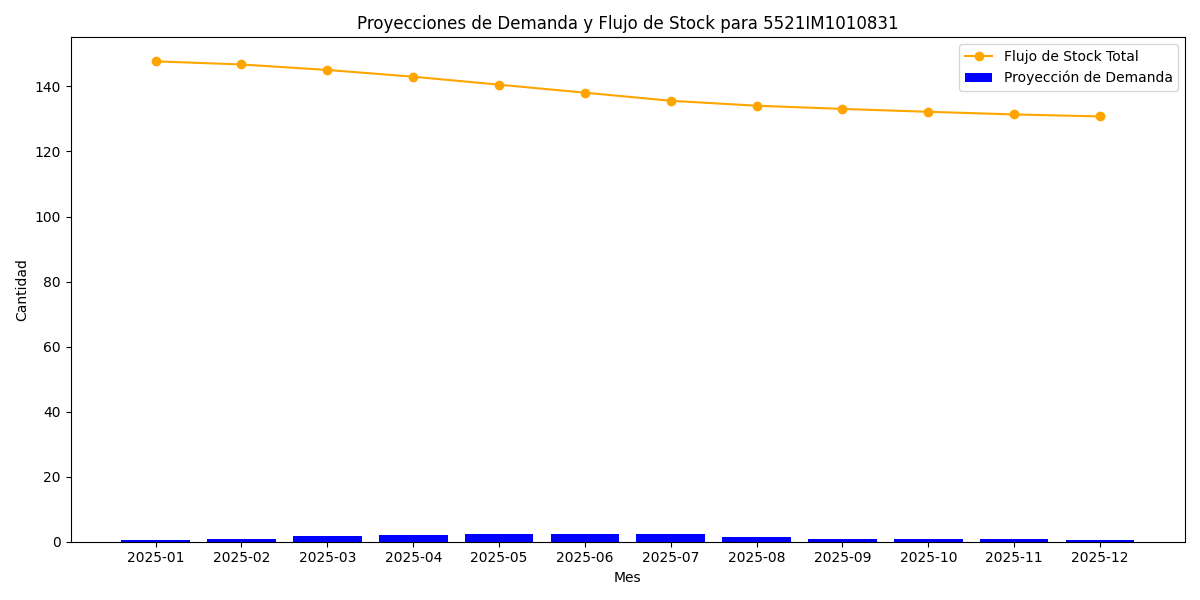 Proyecciones de Demanda y Flujo de Stock para 5521IM1010831
Flujo de Stock Total
Proyección de Demanda
Cantidad
140
120
100
80
60
40
20
0
2025-01 2025-02 2025-03 2025-04 2025-05 2025-06 2025-07 2025-08 2025-09 2025-10 2025-11 2025-12
Mes